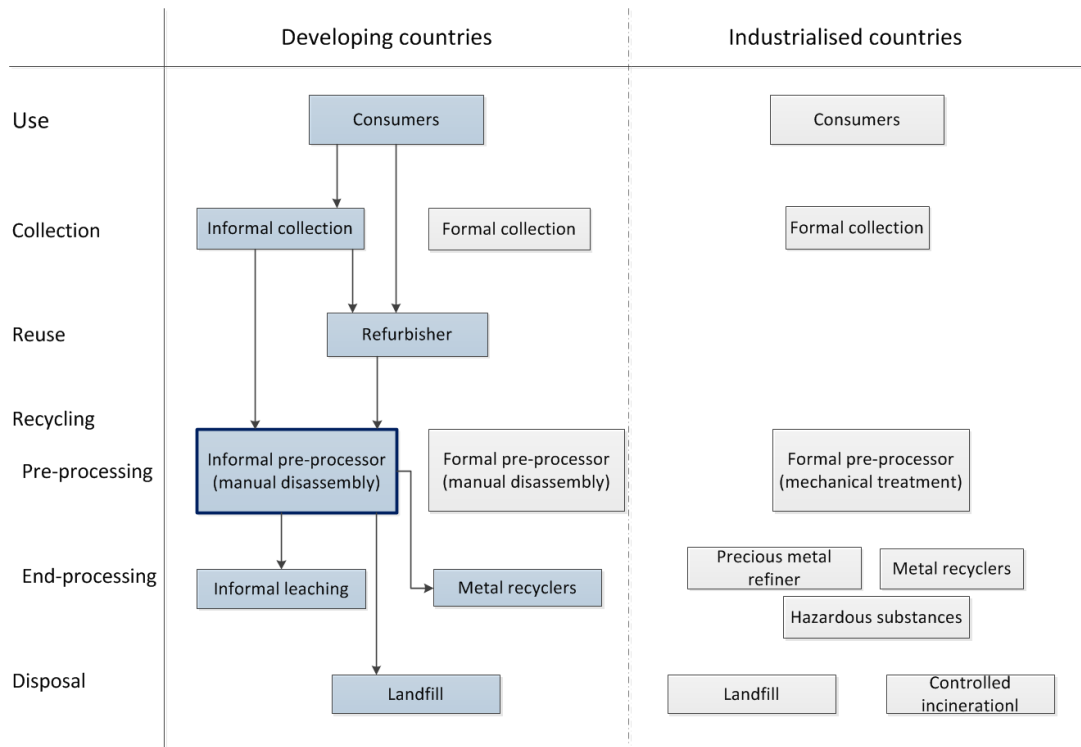 Developing countries
Industrialised countries
Use
Consumers
Consumers
Collection
Informal collection
Formal collection
Formal collection
Reuse
Refurbisher
Recycling
Pre-processing
Informal pre-processor
(manual disassembly)
Formal pre-processor
(manual disassembly)
Formal pre-processor
(mechanical treatment)
End-processing
Informal leaching
Metal recyclers
Precious metal
refiner
Metal recyclers
Hazardous substances
Disposal
Landfill
Landfill
Controlled
incinerationl